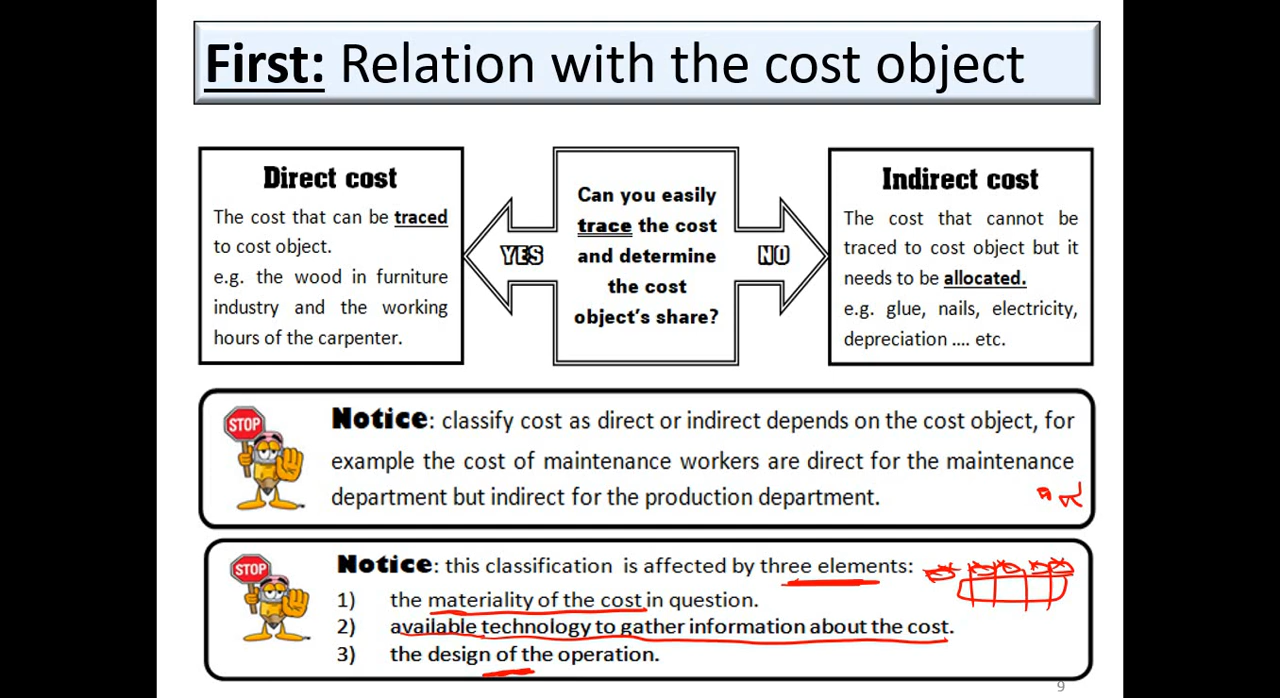 First: Relation with the cost object
Direct cost
The cost that can be traced
to cost object.
e.g. the wood in furniture
industry and the working
hours of the carpenter.
YES
Can you easily
trace the cost
and determine
the cost
object's share?
NO
Indirect cost
The cost that cannot be
traced to cost object but it
needs to be allocated.
e.g. glue, nails, electricity,
depreciation .... etc.
STOP
Notice: classify cost as direct or indirect depends on the cost object, for
example the cost of maintenance workers are direct for the maintenance
department but indirect for the production department.
STOP
Notice: this classification is affected by three elements:
1) the materiality of the cost in question.
2) available technology to gather information about the cost.
3) the design of the operation.
9